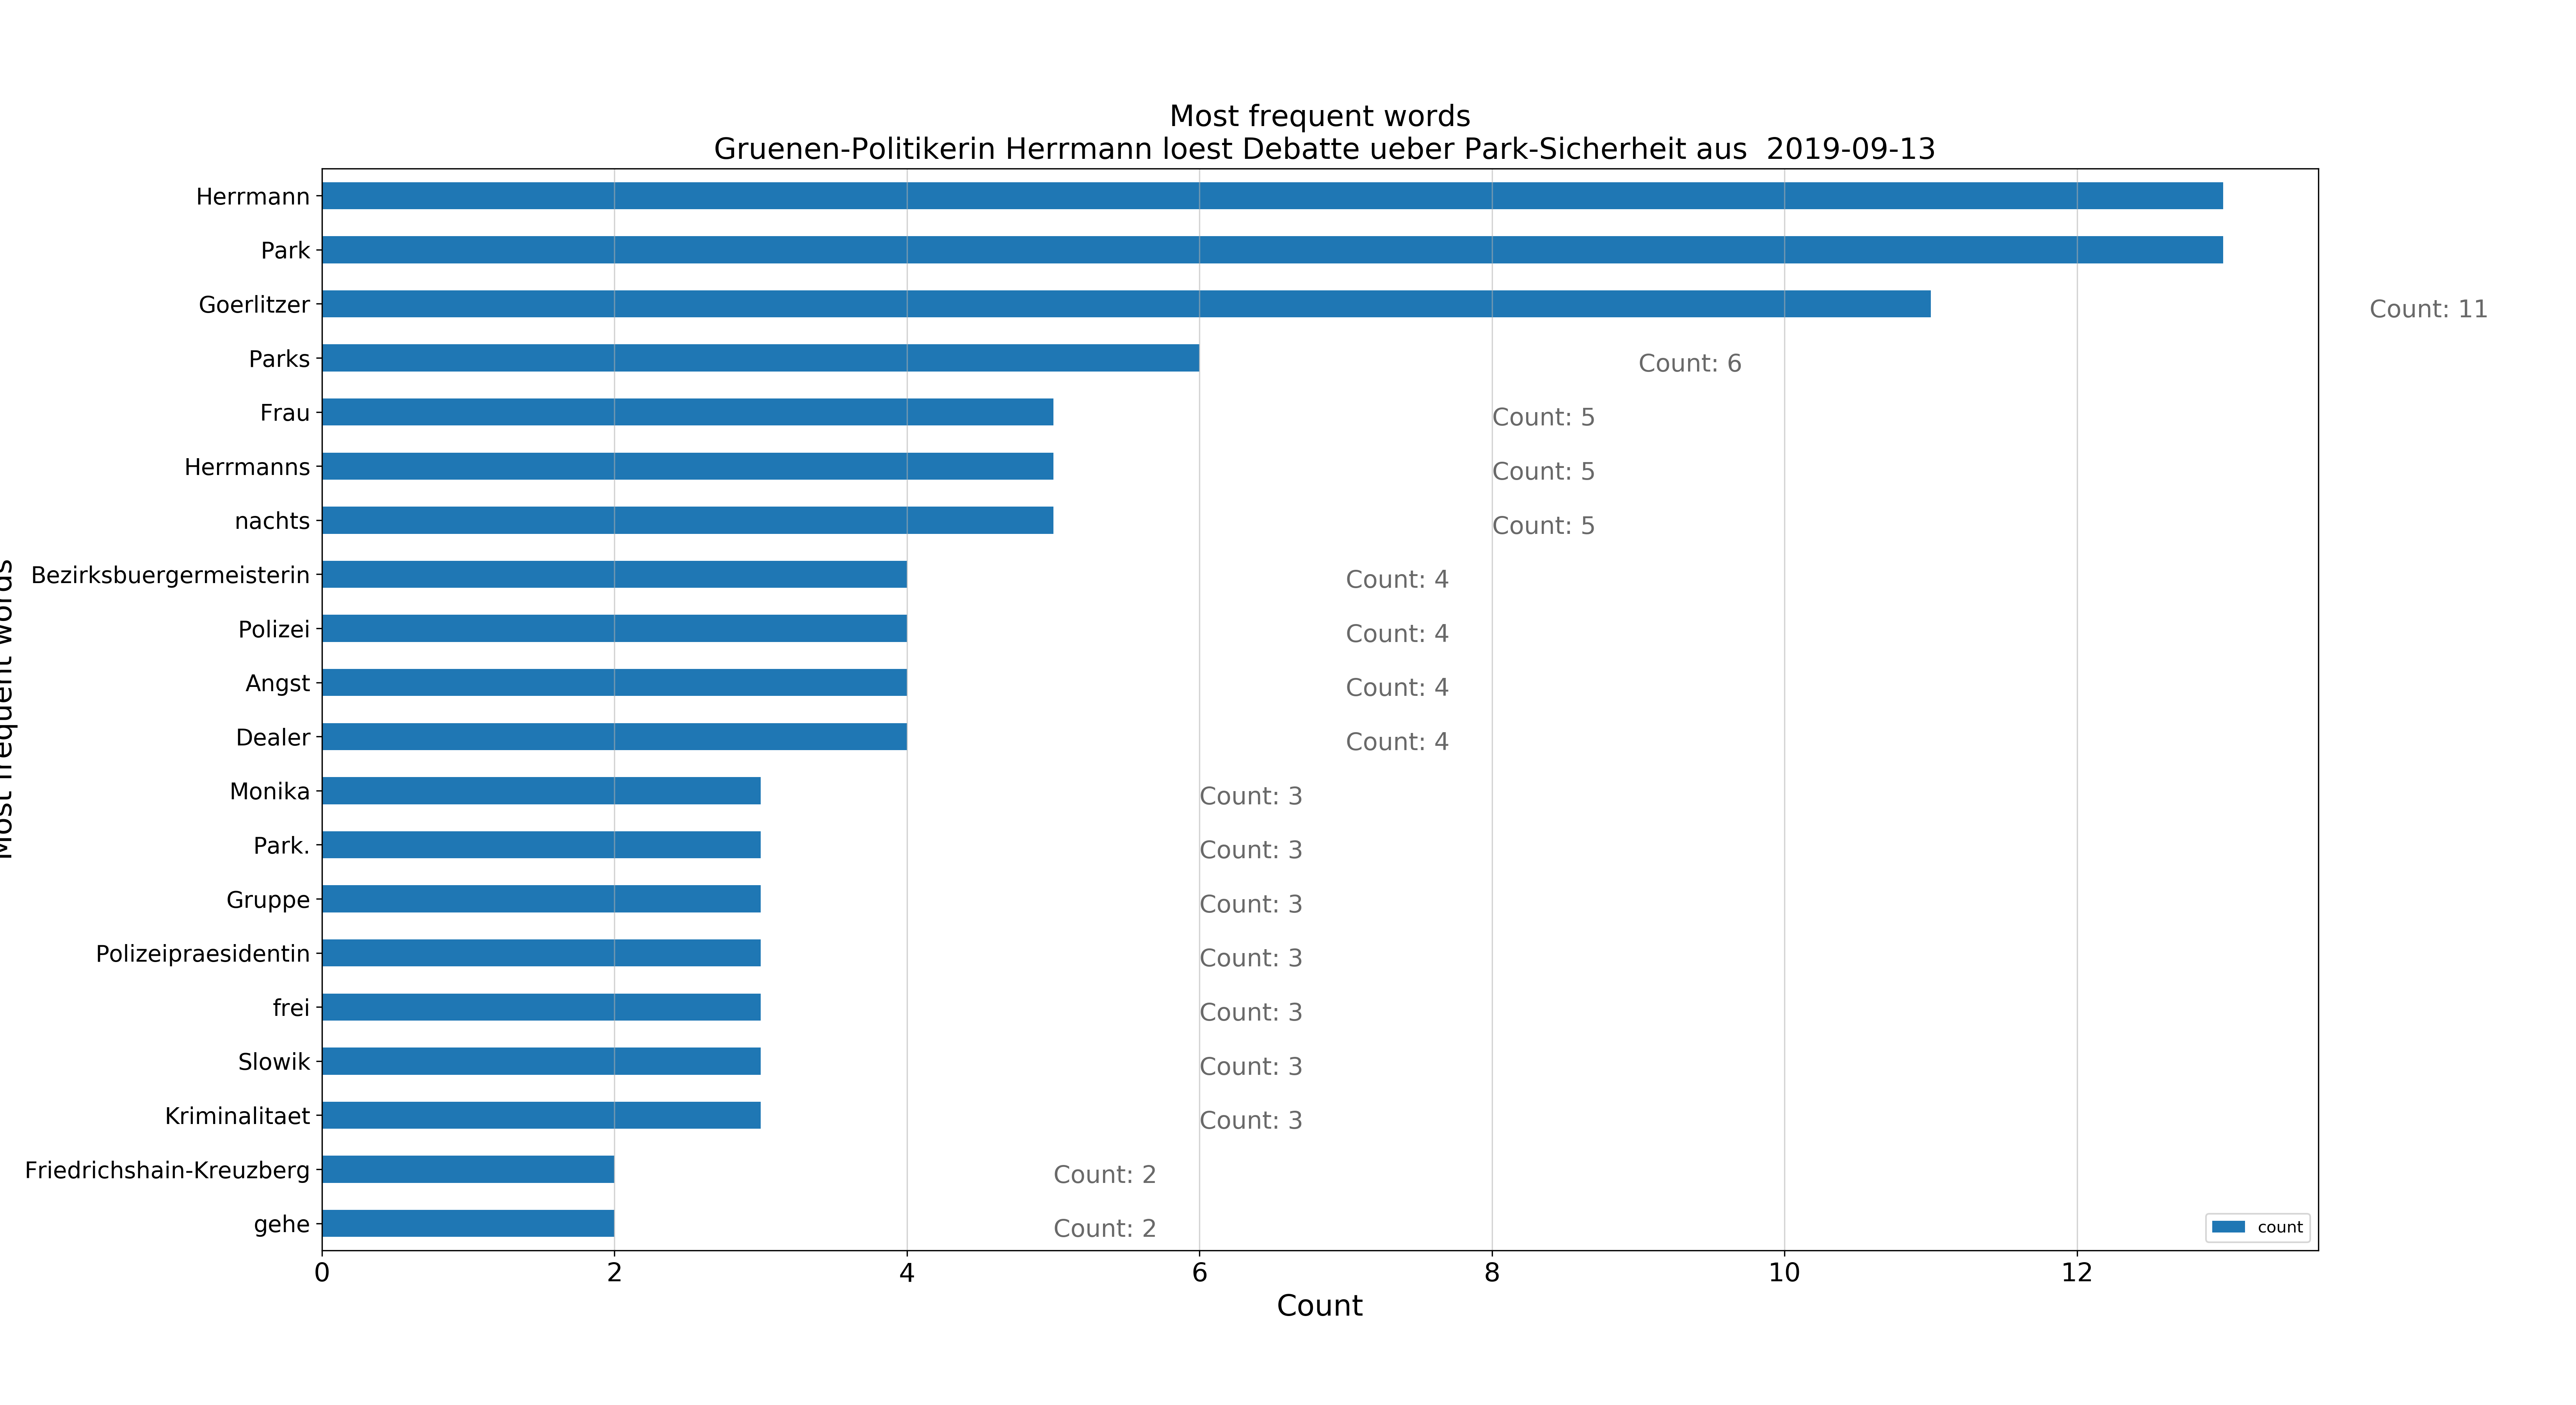 Most frequent words
Gruenen-Politikerin Herrmann loest Debatte ueber Park-Sicherheit aus  2019-09-13
Herrmann
Park
Goerlitzer Count: 11
Parks Count: 6
Frau Count: 5
Herrmanns Count: 5
nachts Count: 5
Bezirksbuergermeisterin Count: 4
Polizei Count: 4
Angst Count: 4
Dealer Count: 4
Monika Count: 3
Park. Count: 3
Gruppe Count: 3
Polizeipraesidentin Count: 3
frei Count: 3
Slowik Count: 3
Kriminalitaet Count: 3
Friedrichshain-Kreuzberg Count: 2
gehe Count: 2
count
0 2 4 6 8 10 12
Count
Most frequent words